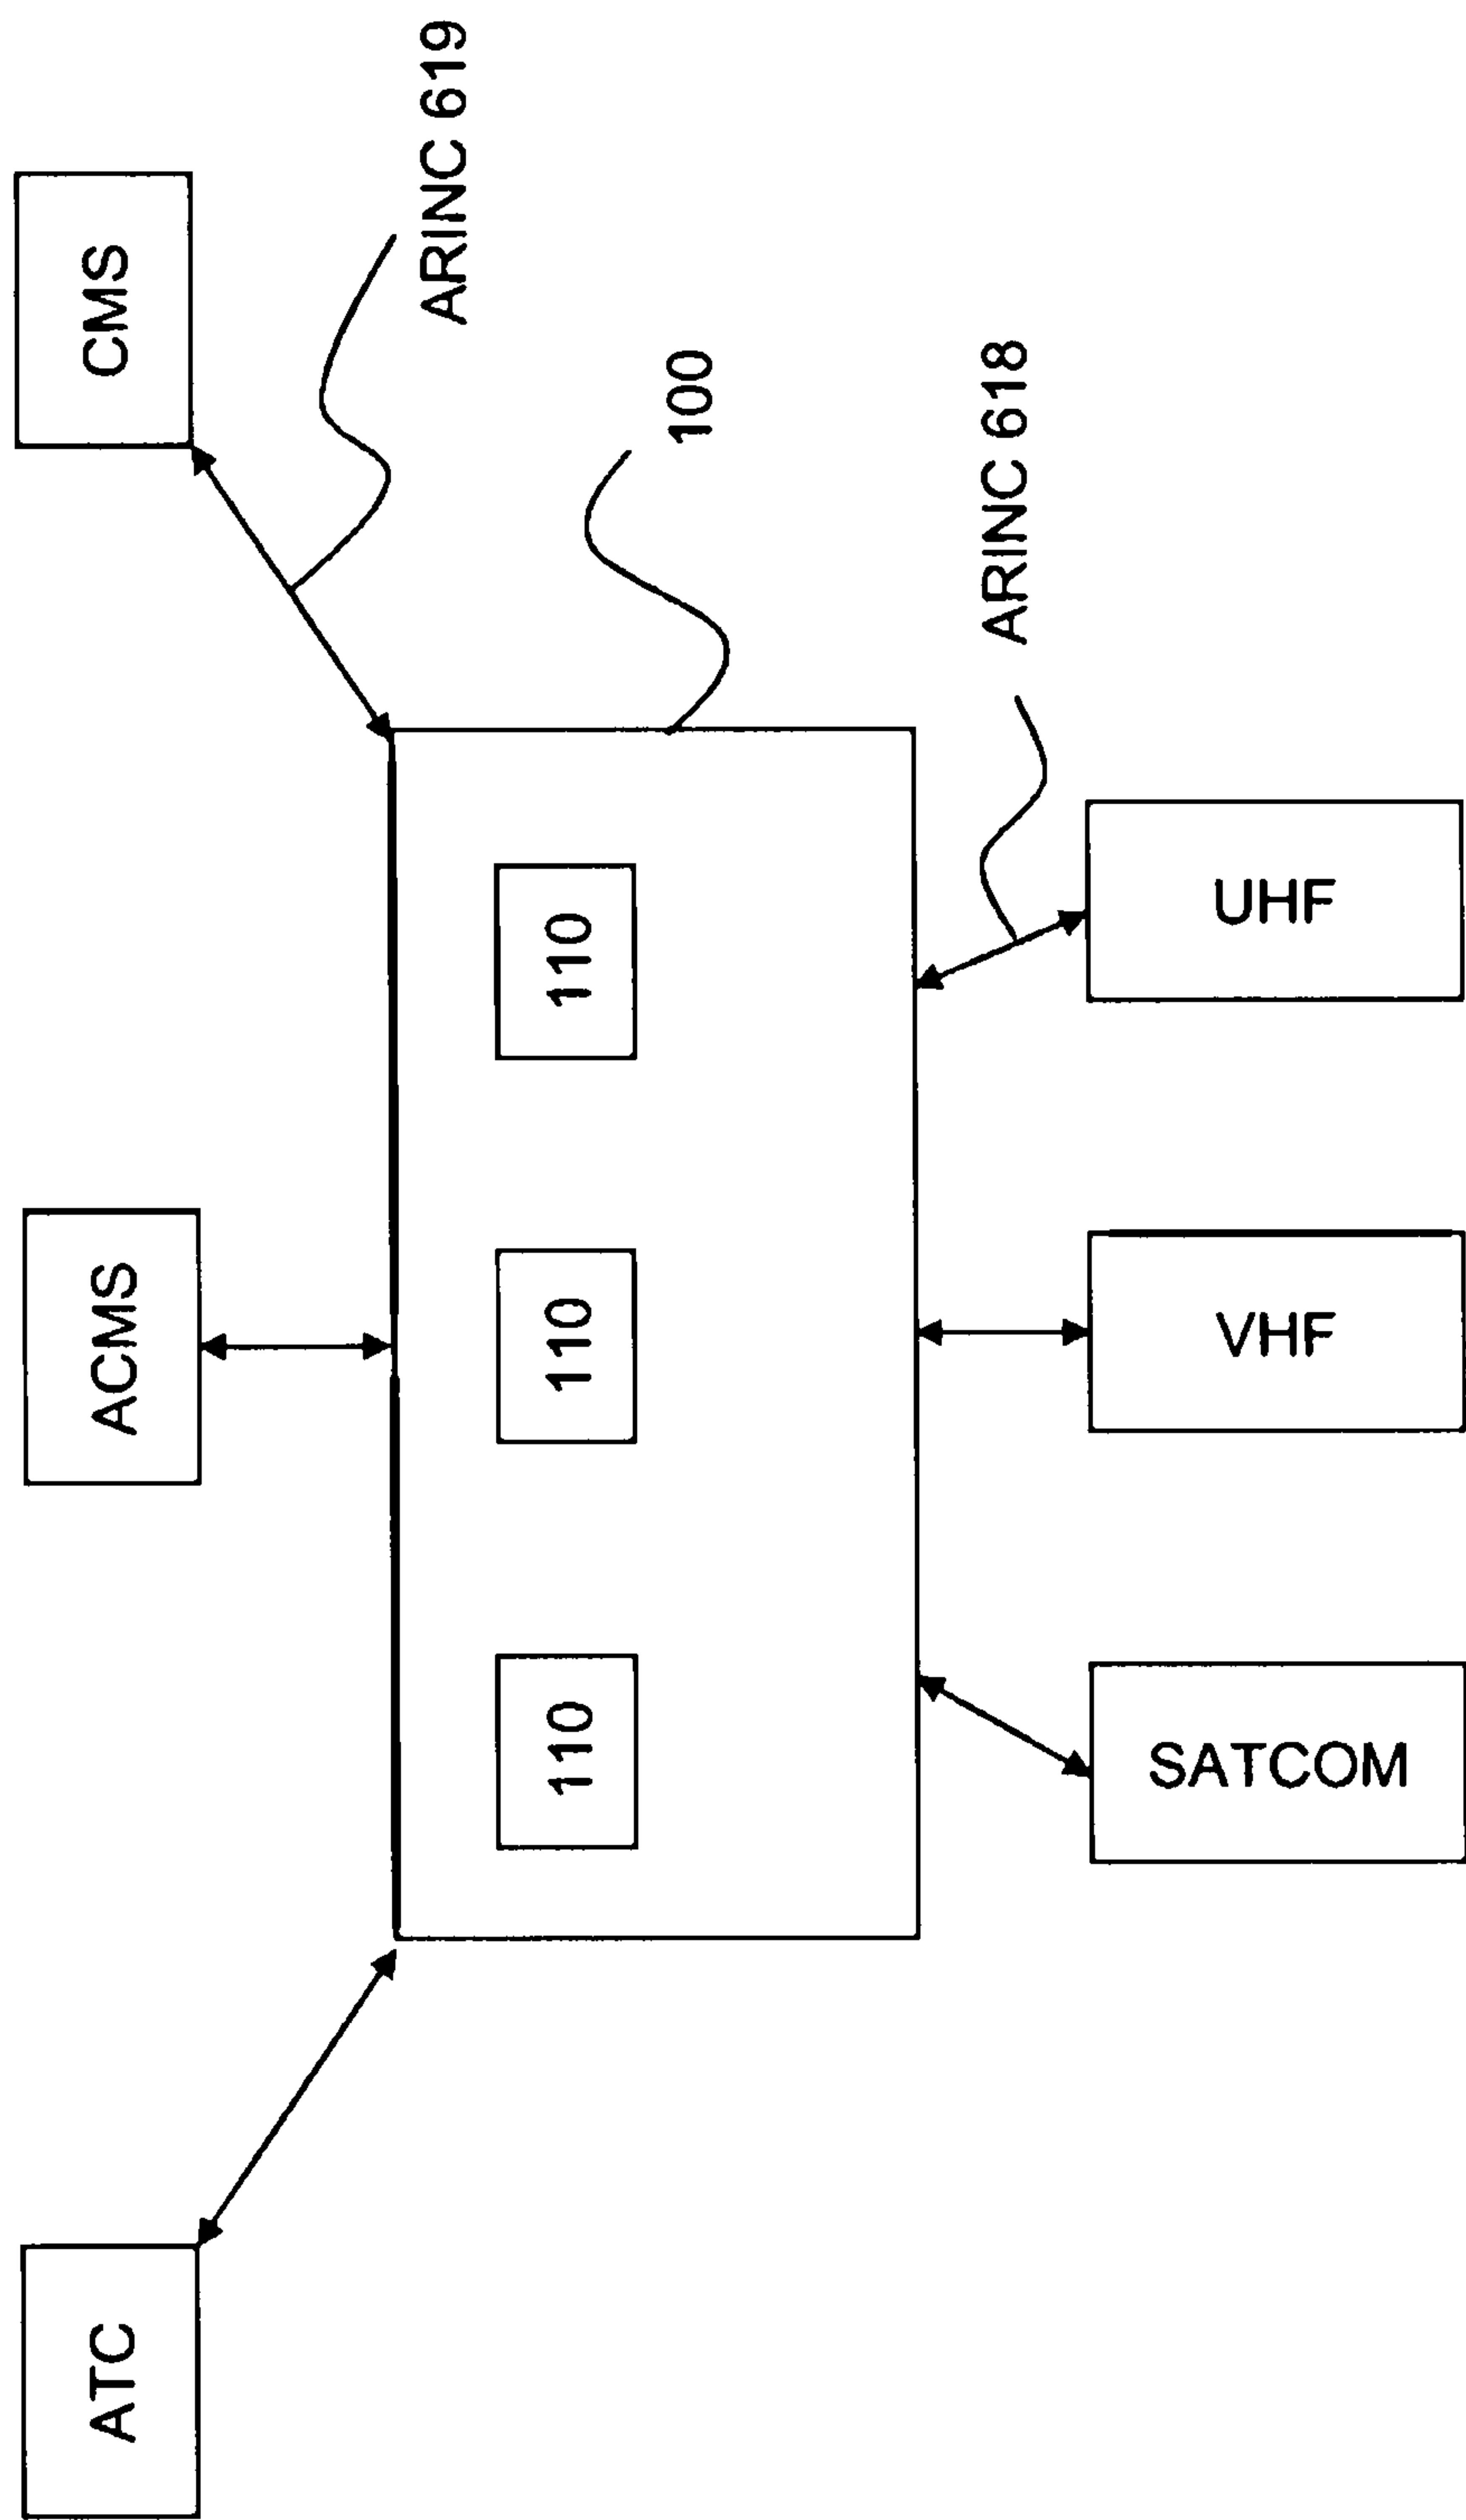 ATC
ACMS
CMS
ARINC 619
100
110
110
110
ARINC 618
SATCOM
VHF
UHF